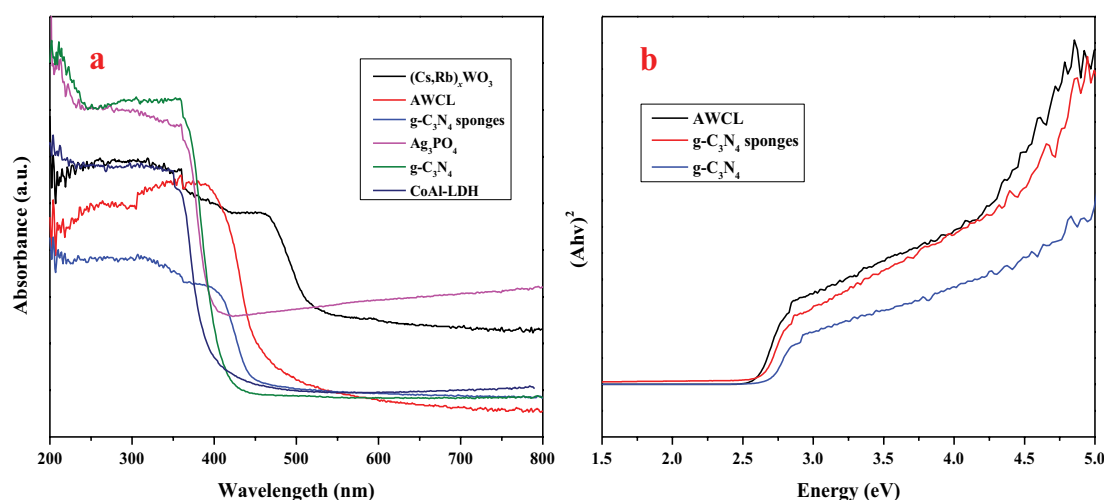 a
(Cs,Rb)ₓWO₃
AWCL
g-C₃N₄ sponges
Ag₃PO₄
g-C₃N₄
CoAl-LDH
Absorbance (a.u.)
200 300 400 500 600 700 800
Wavelengeth (nm)
b
AWCL
g-C₃N₄ sponges
g-C₃N₄
(Ahv)²
1.5 2.0 2.5 3.0 3.5 4.0 4.5 5.0
Energy (eV)